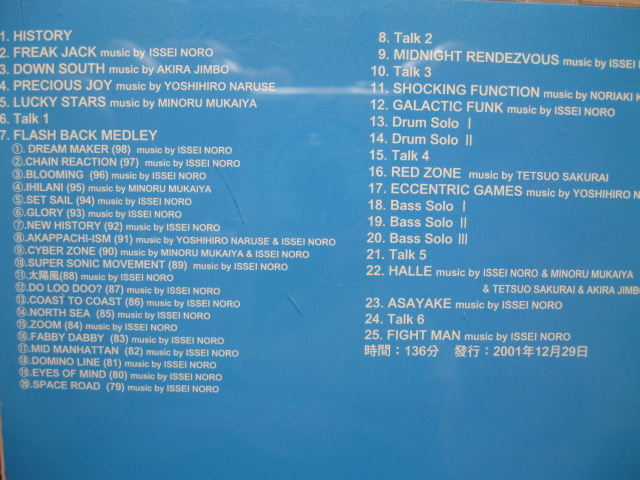 1. HISTORY
2. FREAK JACK music by ISSEI NORO
3. DOWN SOUTH music by AKIRA JIMBO
4. PRECIOUS JOY music by YOSHIHIRO NARUSE
5. LUCKY STARS music by MINORU MUKAIYA
6. Talk 1
7. FLASH BACK MEDLEY
①. DREAM MAKER (98) music by ISSEI NORO
②.CHAIN REACTION (97) music by ISSEI NORO
③.BLOOMING (96) music by ISSEI NORO
④.IHILANI (95) music by MINORU MUKAIYA
⑤.SET SAIL (94) music by ISSEI NORO
⑥.GLORY (93) music by ISSEI NORO
⑦.NEW HISTORY (92) music by ISSEI NORO
⑧.AKAPPACHI-ISM (91) music by YOSHIHIRO NARUSE & ISSEI NORO
⑨.CYBER ZONE (90) music by MINORU MUKAIYA & ISSEI NORO
⑩.SUPER SONIC MOVEMENT (89) music by ISSEI NORO
⑪.太陽風(88) music by ISSEI NORO
⑫.DO LOO DOO? (87) music by ISSEI NORO
⑬.COAST TO COAST (86) music by ISSEI NORO
⑭.NORTH SEA (85) music by ISSEI NORO
⑮.ZOOM (84) music by ISSEI NORO
⑯.FABBY DABBY (83) music by ISSEI NORO
⑰.MID MANHATTAN (82) music by ISSEI NORO
⑱.DOMINO LINE (81) music by ISSEI NORO
⑲.EYES OF MIND (80) music by ISSEI NORO
⑳.SPACE ROAD (79) music by ISSEI NORO
8. Talk 2
9. MIDNIGHT RENDEZVOUS music by ISSEI
10. Talk 3
11. SHOCKING FUNCTION music by NORIAKI
12. GALACTIC FUNK music by ISSEI NORO
13. Drum Solo Ⅰ
14. Drum Solo Ⅱ
15. Talk 4
16. RED ZONE music by TETSUO SAKURAI
17. ECCENTRIC GAMES music by YOSHIHIRO N
18. Bass Solo Ⅰ
19. Bass Solo Ⅱ
20. Bass Solo Ⅲ
21. Talk 5
22. HALLE music by ISSEI NORO & MINORU MUKAIYA
& TETSUO SAKURAI & AKIRA JIMBO
23. ASAYAKE music by ISSEI NORO
24. Talk 6
25. FIGHT MAN music by ISSEI NORO
時間：136分 発行：2001年12月29日